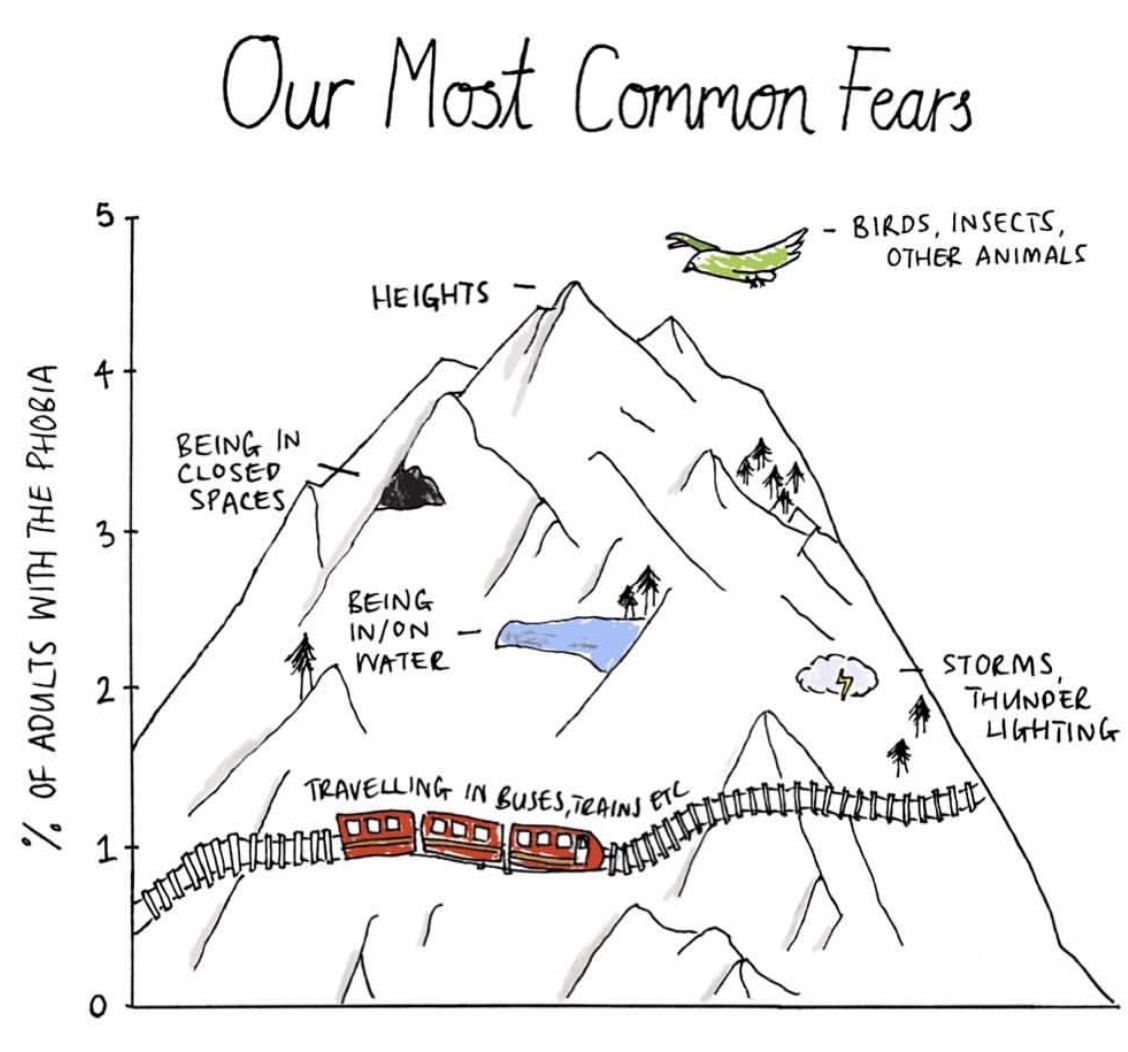 Our Most Common Fears
5
BIRDS, INSECTS,
OTHER ANIMALS
HEIGHTS
4
% OF ADULTS WITH THE PHOBIA
BEING IN
CLOSED
SPACES
3
BEING
IN/ON
WATER
STORMS,
THUNDER
LIGHTING
2
TRAVELLING IN BUSES, TRAINS ETC
1
0